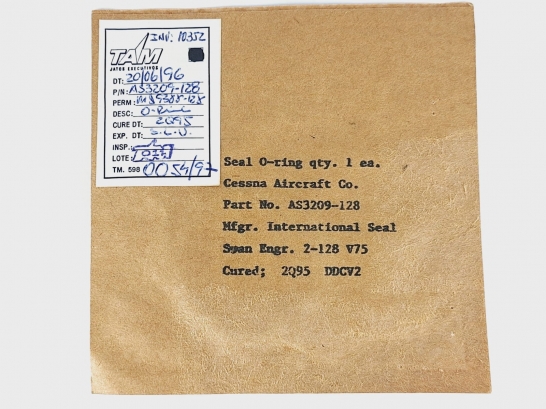 INV: 10352
TAM
JATOS EXECUTIVOS
DT: 20/06/96
P/N: AS3209-128
PERM: MS9388-128
DESC: O-Ring
CURE DT: 2Q95
EXP. DT:
INSP.:
LOTE:
TM. 598 0054/97
Seal O-ring qty. 1 ea.
Cessna Aircraft Co.
Part No. AS3209-128
Mfgr. International Seal
Span Engr. 2-128 V75
Cured; 2Q95 DDCV2